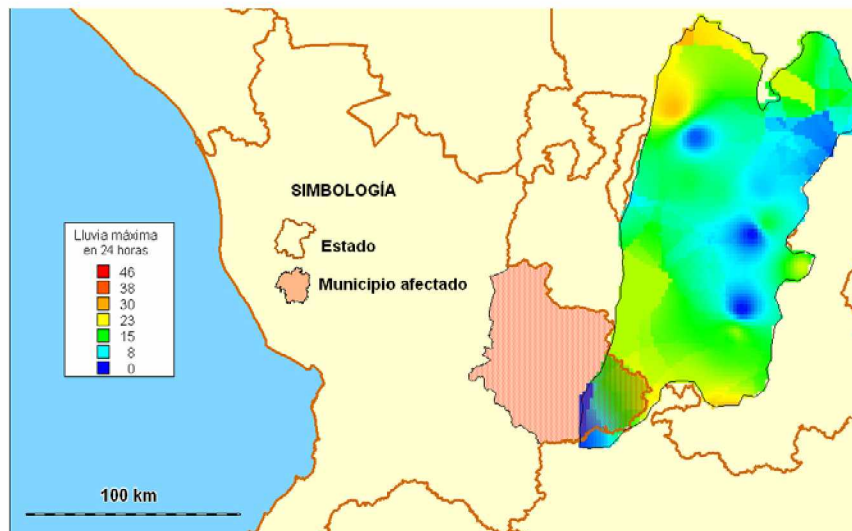 SIMBOLOGÍA
Estado
Municipio afectado
Lluvia máxima
en 24 horas
46
38
30
23
15
8
0
100 km